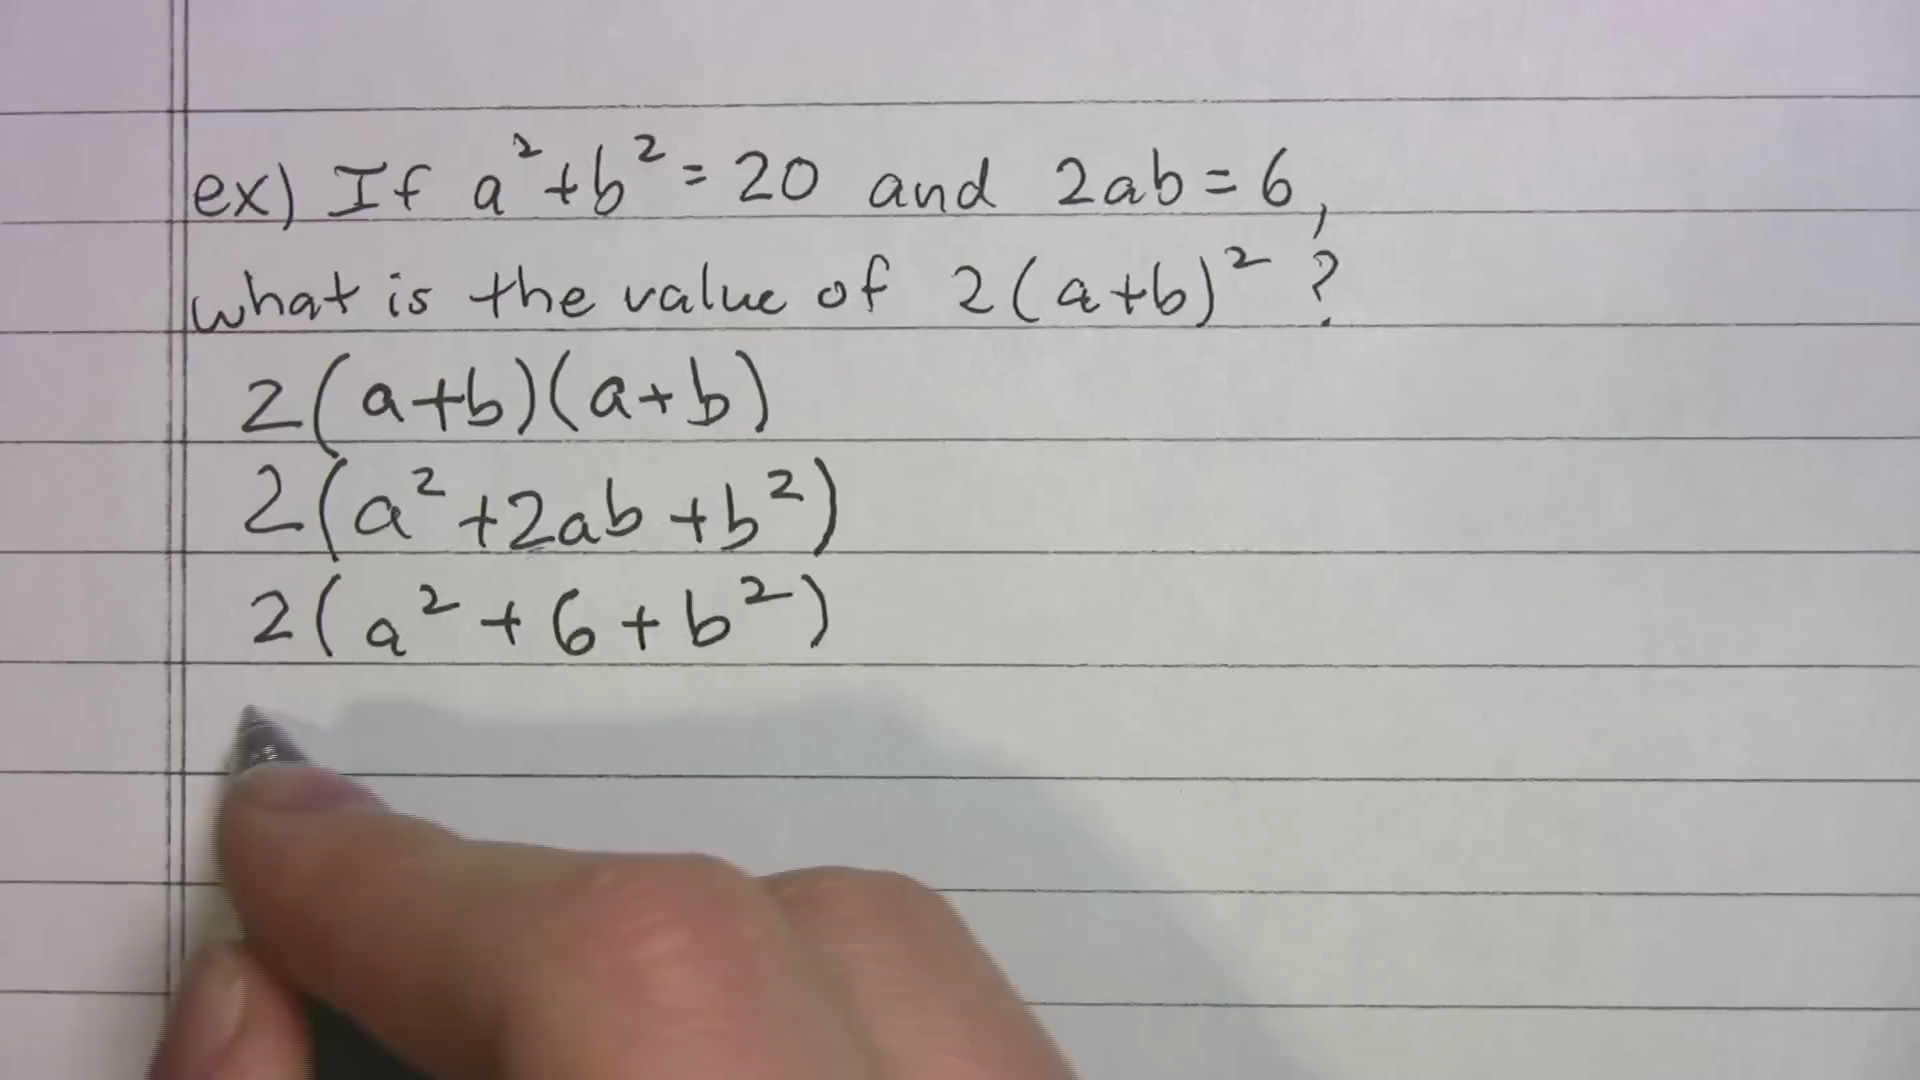 ex) If a²+b²=20 and 2ab=6,
what is the value of 2(a+b)²?
2(a+b)(a+b)
2(a²+2ab+b²)
2(a²+6+b²)